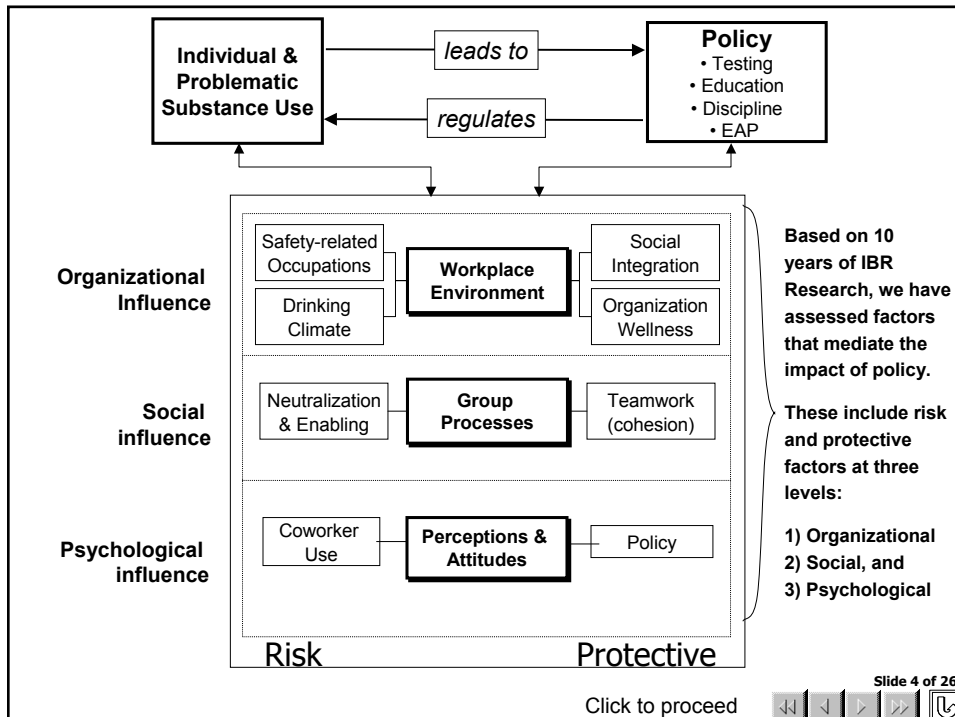 Individual &
Problematic
Substance Use
leads to
regulates
Policy
• Testing
• Education
• Discipline
• EAP
Organizational
Influence
Safety-related
Occupations
Drinking
Climate
Workplace
Environment
Social
Integration
Organization
Wellness
Social
influence
Neutralization
& Enabling
Group
Processes
Teamwork
(cohesion)
Psychological
influence
Coworker
Use
Perceptions &
Attitudes
Policy
Risk
Protective
Based on 10
years of IBR
Research, we have
assessed factors
that mediate the
impact of policy.
These include risk
and protective
factors at three
levels:
1) Organizational
2) Social, and
3) Psychological
Slide 4 of 26
Click to proceed